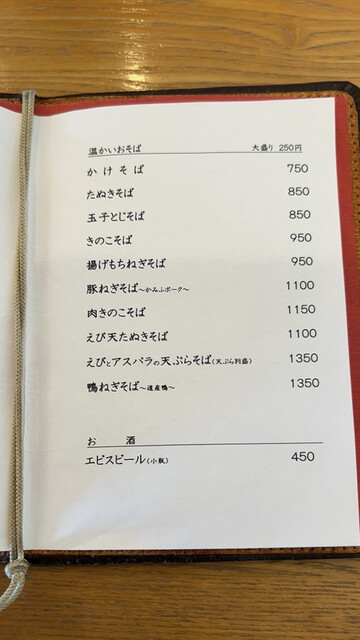 温かいおそば 大盛り 250円
かけそば 750
たぬきそば 850
玉子とじそば 850
きのこそば 950
揚げもちねぎそば 950
豚ねぎそば～かみふポーク～ 1100
肉きのこそば 1150
えび天たぬきそば 1100
えびとアスパラの天ぷらそば(天ぷら別盛) 1350
鴨ねぎそば～道産鴨～ 1350
お 酒
エビスビール(小瓶) 450